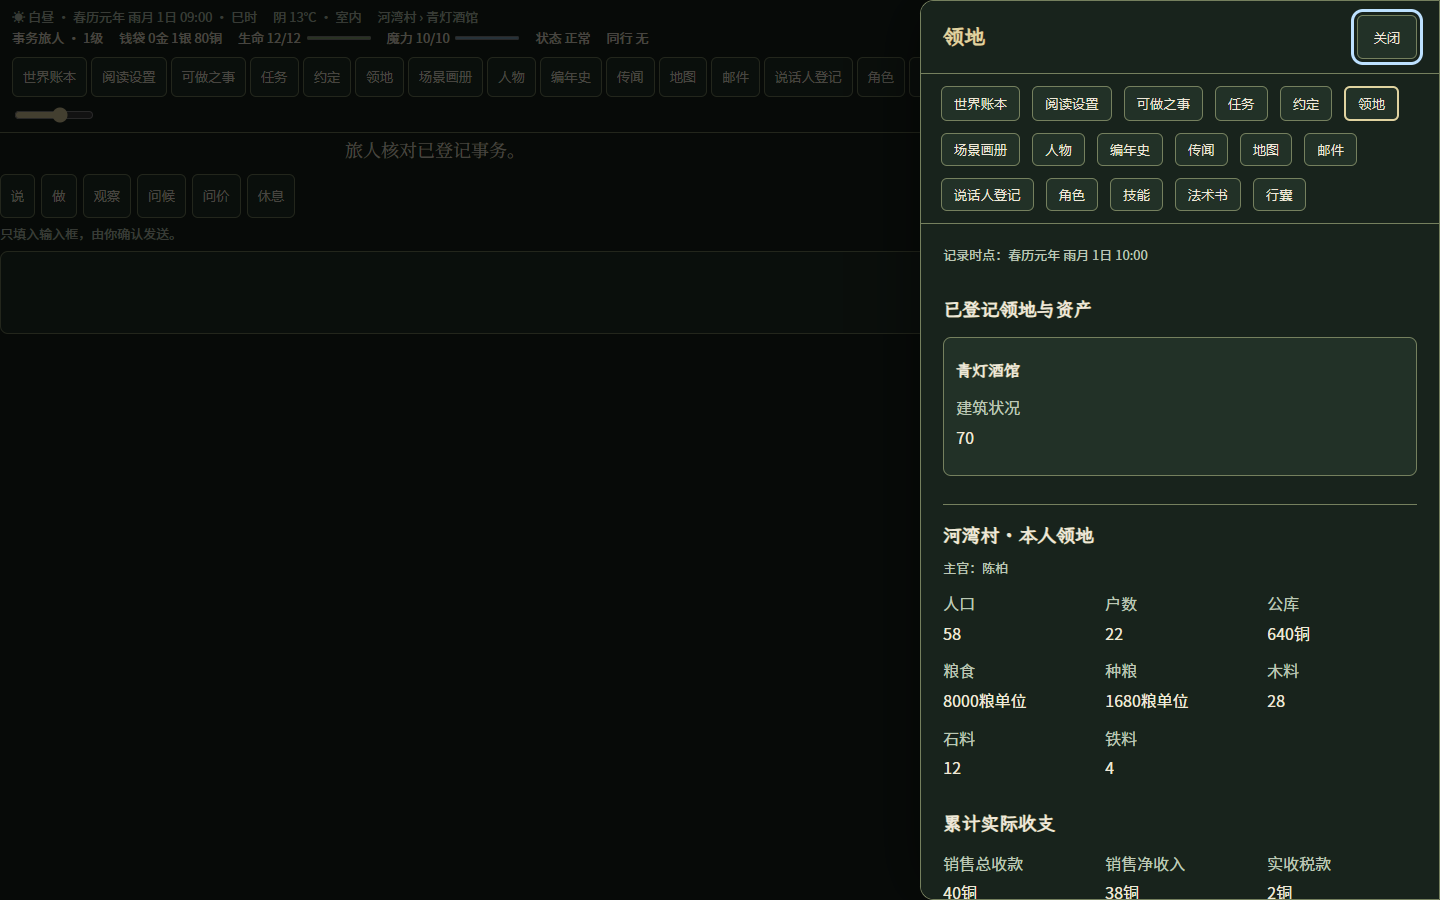 ☀ 白昼 · 春历元年 雨月 1日 09:00 · 巳时 阴 13°C · 室内 河湾村 › 青灯酒馆
事务旅人 · 1级 钱袋 0金 1银 80铜 生命 12/12 魔力 10/10 状态 正常 同行 无
世界账本 阅读设置 可做之事 任务 约定 领地 场景画册 人物 编年史 传闻 地图 邮件 说话人登记 角色
旅人核对已登记事务。
说 做 观察 问候 问价 休息
只填入输入框，由你确认发送。
领地 关闭
世界账本 阅读设置 可做之事 任务 约定 领地
场景画册 人物 编年史 传闻 地图 邮件
说话人登记 角色 技能 法术书 行囊
记录时点：春历元年 雨月 1日 10:00
已登记领地与资产
青灯酒馆
建筑状况
70
河湾村 · 本人领地
主官：陈柏
人口 户数 公库
58 22 640铜
粮食 种粮 木料
8000粮单位 1680粮单位 28
石料 铁料
12 4
累计实际收支
销售总收款 销售净收入 实收税款
40铜 38铜 2铜